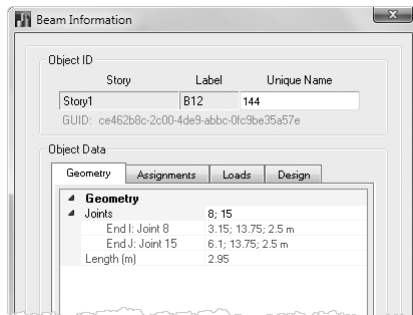 Beam Information
Object ID
Story Label Unique Name
Story1 B12 144
GUID: ce462b8c-2c00-4de9-abbc-0fc9be35a57e
Object Data
Geometry Assignments Loads Design
Geometry
Joints 8; 15
End I: Joint 8 3.15; 13.75; 2.5 m
End J: Joint 15 6.1; 13.75; 2.5 m
Length (m) 2.95